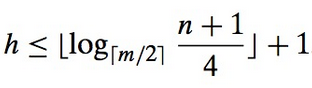 h ≤ ⌊log⌈m/2⌉ (n + 1)/4⌋ + 1